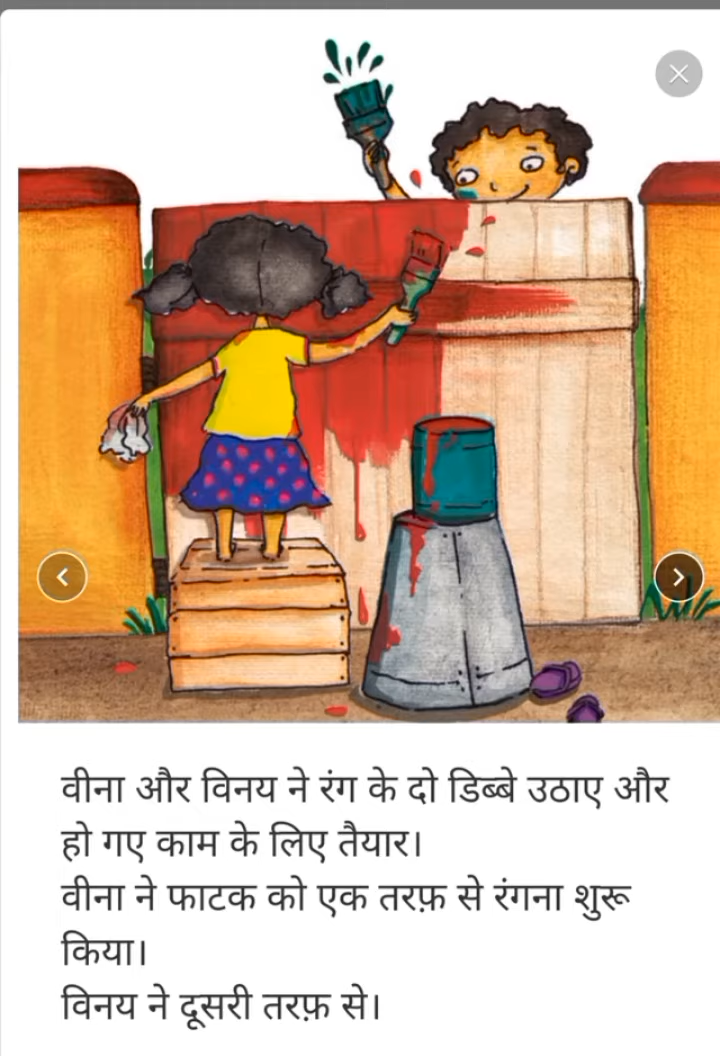 वीना और विनय ने रंग के दो डिब्बे उठाए और
हो गए काम के लिए तैयार।
वीना ने फाटक को एक तरफ़ से रंगना शुरू
किया।
विनय ने दूसरी तरफ़ से।